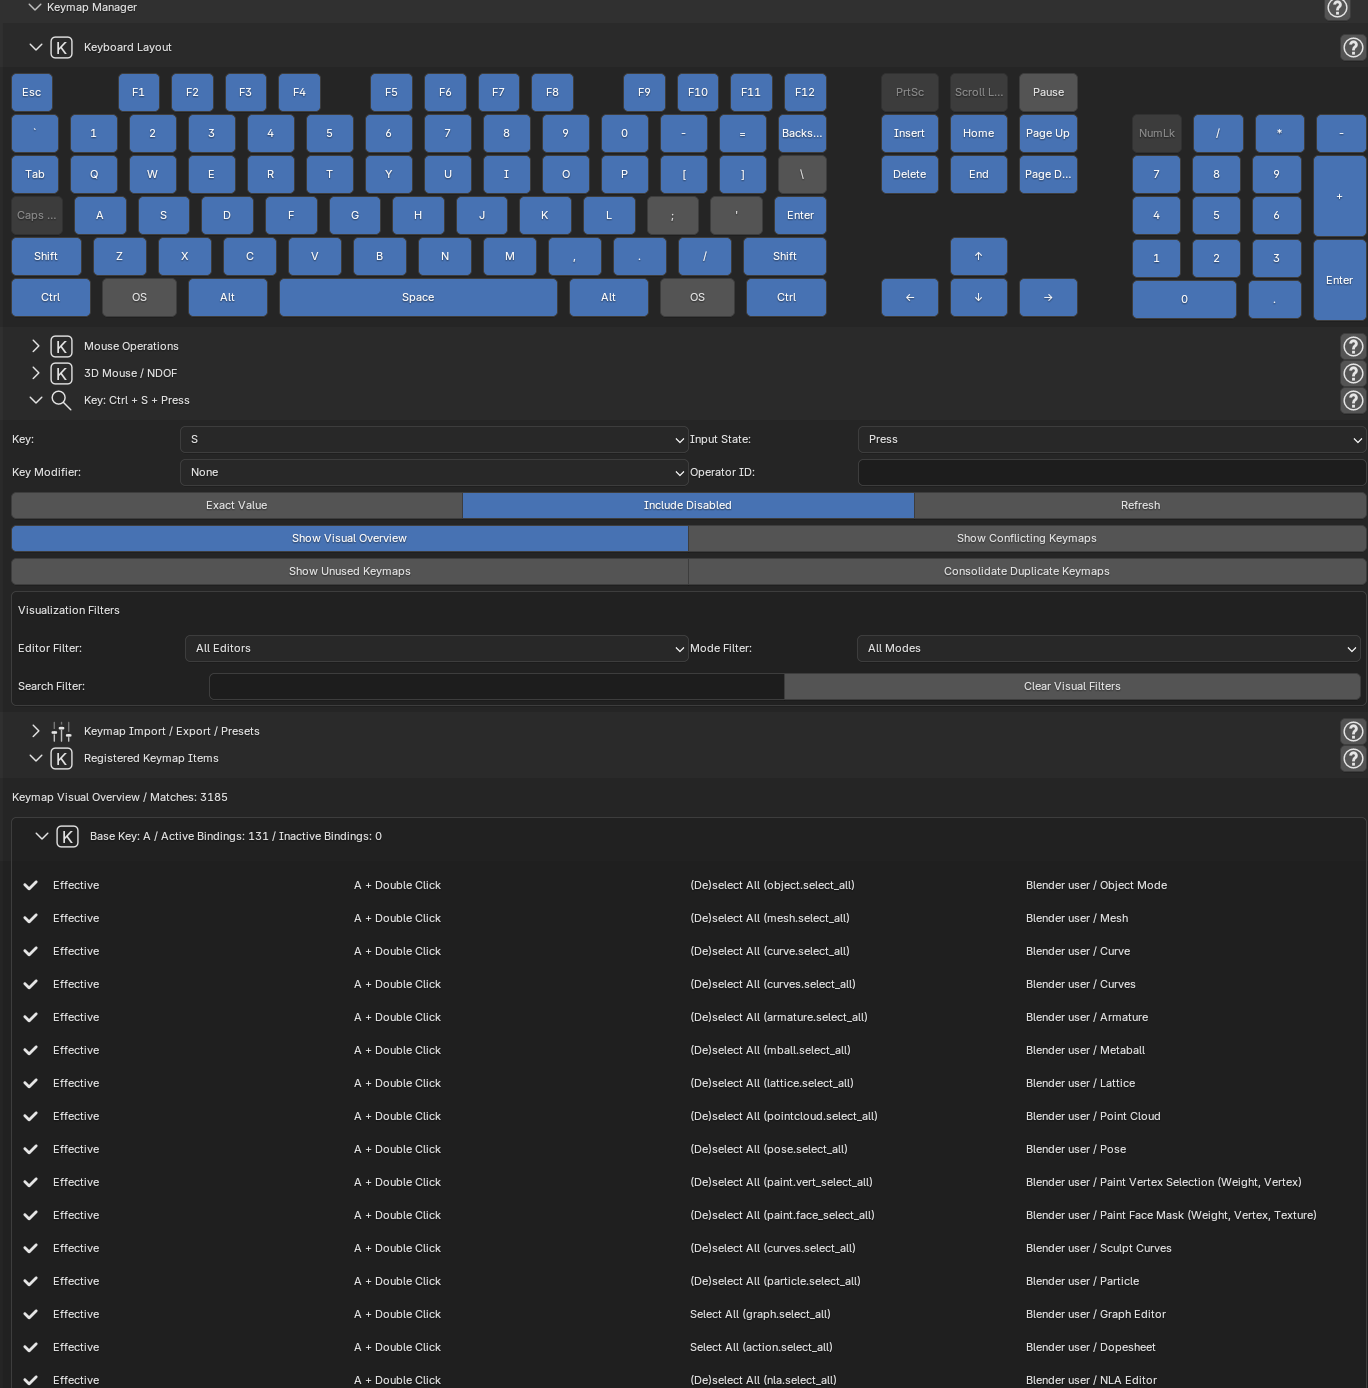 Keymap Manager
Keyboard Layout
Esc F1 F2 F3 F4 F5 F6 F7 F8 F9 F10 F11 F12 PrtSc Scroll L... Pause
` 1 2 3 4 5 6 7 8 9 0 - = Backs... Insert Home Page Up NumLk / * -
Tab Q W E R T Y U I O P [ ] \ Delete End Page D... 7 8 9 +
Caps ... A S D F G H J K L ; ' Enter 4 5 6
Shift Z X C V B N M , . / Shift ↑ 1 2 3 Enter
Ctrl OS Alt Space Alt OS Ctrl ← ↓ → 0 .
K Mouse Operations
K 3D Mouse / NDOF
Key: Ctrl + S + Press
Key: S Input State: Press
Key Modifier: None Operator ID:
Exact Value Include Disabled Refresh
Show Visual Overview Show Conflicting Keymaps
Show Unused Keymaps Consolidate Duplicate Keymaps
Visualization Filters
Editor Filter: All Editors Mode Filter: All Modes
Search Filter: Clear Visual Filters
Keymap Import / Export / Presets
K Registered Keymap Items
Keymap Visual Overview / Matches: 3185
K Base Key: A / Active Bindings: 131 / Inactive Bindings: 0
Effective A + Double Click (De)select All (object.select_all) Blender user / Object Mode
Effective A + Double Click (De)select All (mesh.select_all) Blender user / Mesh
Effective A + Double Click (De)select All (curve.select_all) Blender user / Curve
Effective A + Double Click (De)select All (curves.select_all) Blender user / Curves
Effective A + Double Click (De)select All (armature.select_all) Blender user / Armature
Effective A + Double Click (De)select All (mball.select_all) Blender user / Metaball
Effective A + Double Click (De)select All (lattice.select_all) Blender user / Lattice
Effective A + Double Click (De)select All (pointcloud.select_all) Blender user / Point Cloud
Effective A + Double Click (De)select All (pose.select_all) Blender user / Pose
Effective A + Double Click (De)select All (paint.vert_select_all) Blender user / Paint Vertex Selection (Weight, Vertex)
Effective A + Double Click (De)select All (paint.face_select_all) Blender user / Paint Face Mask (Weight, Vertex, Texture)
Effective A + Double Click (De)select All (curves.select_all) Blender user / Sculpt Curves
Effective A + Double Click (De)select All (particle.select_all) Blender user / Particle
Effective A + Double Click Select All (graph.select_all) Blender user / Graph Editor
Effective A + Double Click Select All (action.select_all) Blender user / Dopesheet
Effective A + Double Click (De)select All (nla.select_all) Blender user / NLA Editor